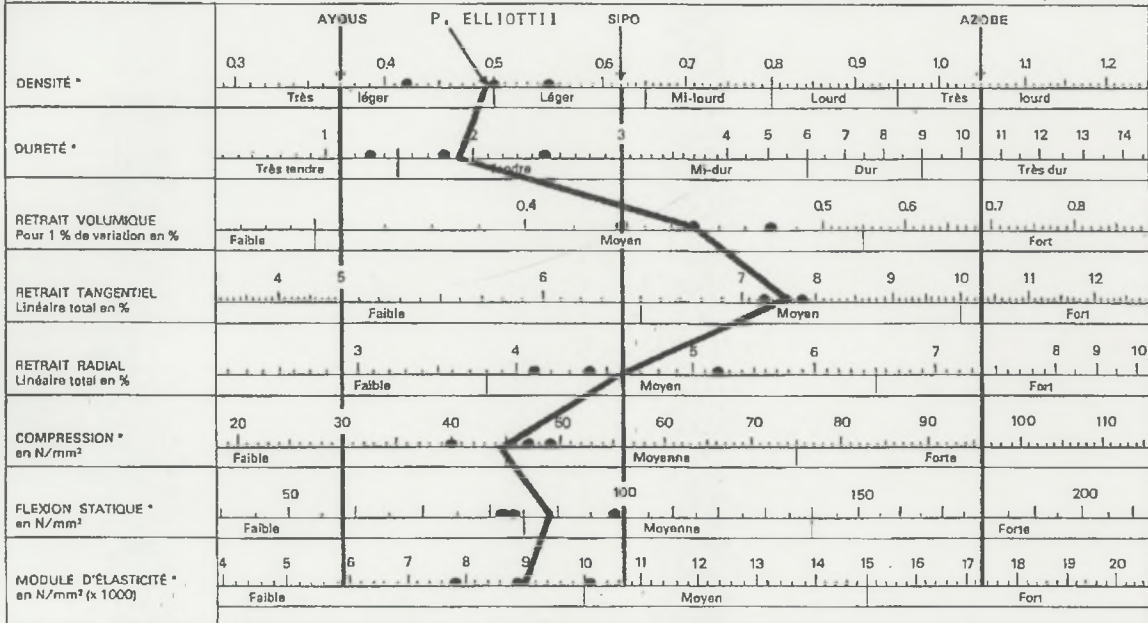 AYOUS P. ELLIOTTII SIPO AZOBE
0.3 0.4 0.5 0.6 0.7 0.8 0.9 1.0 1.1 1.2
DENSITÉ *
Très léger Léger Mi-lourd Lourd Très lourd
1 2 3 4 5 6 7 8 9 10 11 12 13 14
DURETÉ *
Très tendre Tendre Mi-dur Dur Très dur
RETRAIT VOLUMIQUE 0.4 0.5 0.6 0.7 0.8
Pour 1 % de variation en %
Faible Moyen Fort
4 5 6 7 8 9 10 11 12
RETRAIT TANGENTIEL
Linéaire total en %
Faible Moyen Fort
3 4 5 6 7 8 9 10
RETRAIT RADIAL
Linéaire total en %
Faible Moyen Fort
20 30 40 50 60 70 80 90 100 110
COMPRESSION *
en N/mm²
Faible Moyenne Forte
50 100 150 200
FLEXION STATIQUE *
en N/mm²
Faible Moyenne Forte
4 5 6 7 8 9 10 11 12 13 14 15 16 17 18 19 20
MODULE D'ÉLASTICITÉ *
en N/mm² (x 1000)
Faible Moyen Fort